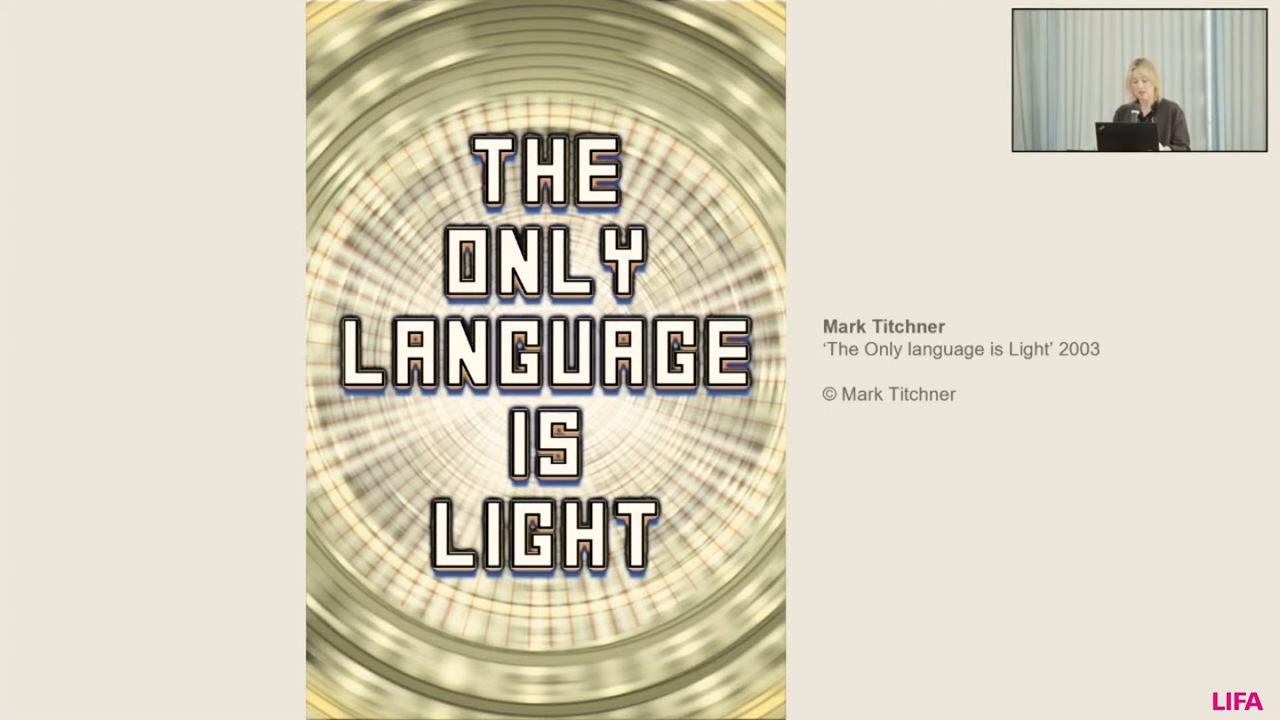 THE
ONLY
LANGUAGE
IS
LIGHT
Mark Titchner
‘The Only language is Light’ 2003
© Mark Titchner
LIFA